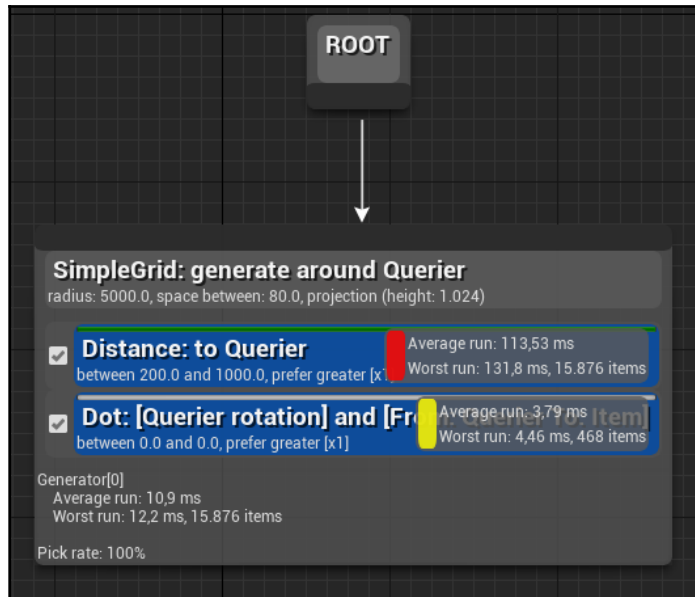 ROOT
SimpleGrid: generate around Querier
radius: 5000.0, space between: 80.0, projection (height: 1.024)
Distance: to Querier
between 200.0 and 1000.0, prefer greater [x1
Average run: 113,53 ms
Worst run: 131,8 ms, 15.876 items
Dot: [Querier rotation] and [From: Querier To: Item]
between 0.0 and 0.0, prefer greater [x1]
Average run: 3,79 ms
Worst run: 4,46 ms, 468 items
Generator[0]
Average run: 10,9 ms
Worst run: 12,2 ms, 15.876 items
Pick rate: 100%